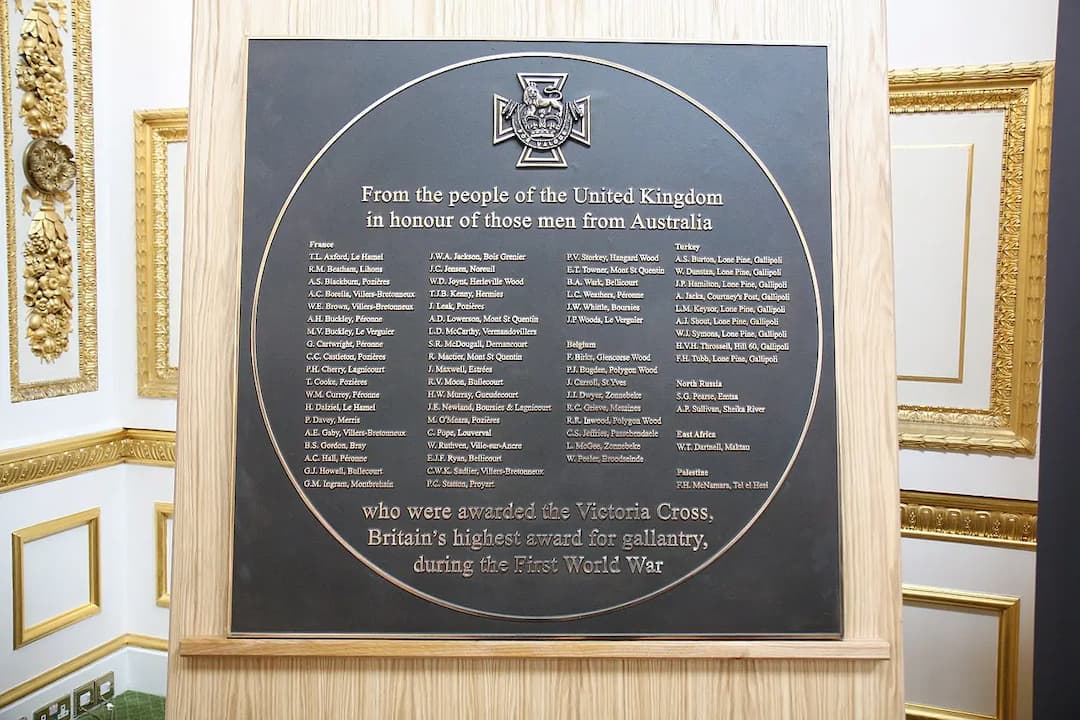 FOR VALOUR
From the people of the United Kingdom
in honour of those men from Australia
France
T.L. Axford, Le Hamel
R.M. Beatham, Lihons
A.S. Blackburn, Pozières
A.C. Borella, Villers-Bretonneux
W.E. Brown, Villers-Bretonneux
A.H. Buckley, Péronne
M.V. Buckley, Le Verguier
G. Cartwright, Péronne
C.C. Castleton, Pozières
P.H. Cherry, Lagnicourt
T. Cooke, Pozières
W.M. Currey, Péronne
H. Dalziel, Le Hamel
P. Davey, Merris
A.E. Gaby, Villers-Bretonneux
B.S. Gordon, Bray
A.C. Hall, Péronne
G.J. Howell, Bullecourt
G.M. Ingram, Montbrehain
J.W.A. Jackson, Bois Grenier
J.C. Jensen, Noreuil
W.D. Joynt, Herleville Wood
T.J.B. Kenny, Hermies
J. Leak, Pozières
A.D. Lowerson, Mont St Quentin
L.D. McCarthy, Vermandovillers
S.R. McDougall, Dernancourt
R. Mactier, Mont St Quentin
J. Maxwell, Estrées
R.V. Moon, Bullecourt
H.W. Murray, Gueudecourt
J.E. Newland, Boursies & Lagnicourt
M. O'Meara, Pozières
C. Pope, Louverval
W. Ruthven, Ville-sur-Ancre
E.J.F. Ryan, Bellicourt
C.W.K. Sadlier, Villers-Bretonneux
P.C. Statton, Proyart
P.V. Storkey, Hangard Wood
E.T. Towner, Mont St Quentin
B.A. Wark, Bellicourt
L.C. Weathers, Péronne
J.W. Whittle, Boursies
J.P. Woods, Le Verguier
Belgium
F. Birks, Glencorse Wood
P.J. Bugden, Polygon Wood
J. Carroll, St Yves
J.J. Dwyer, Zonnebeke
R.C. Grieve, Messines
R.R. Inwood, Polygon Wood
C.S. Jeffries, Passchendaele
L. McGee, Zonnebeke
W. Peeler, Broodseinde
Turkey
A.S. Burton, Lone Pine, Gallipoli
W. Dunstan, Lone Pine, Gallipoli
J.P. Hamilton, Lone Pine, Gallipoli
A. Jacka, Courtney's Post, Gallipoli
L.M. Keysor, Lone Pine, Gallipoli
A.J. Shout, Lone Pine, Gallipoli
W.J. Symons, Lone Pine, Gallipoli
H.V.H. Throssell, Hill 60, Gallipoli
F.H. Tubb, Lone Pine, Gallipoli
North Russia
S.G. Pearse, Emtsa
A.P. Sullivan, Sheika River
East Africa
W.T. Dartnell, Maktau
Palestine
F.H. McNamara, Tel el Hesi
who were awarded the Victoria Cross,
Britain's highest award for gallantry,
during the First World War